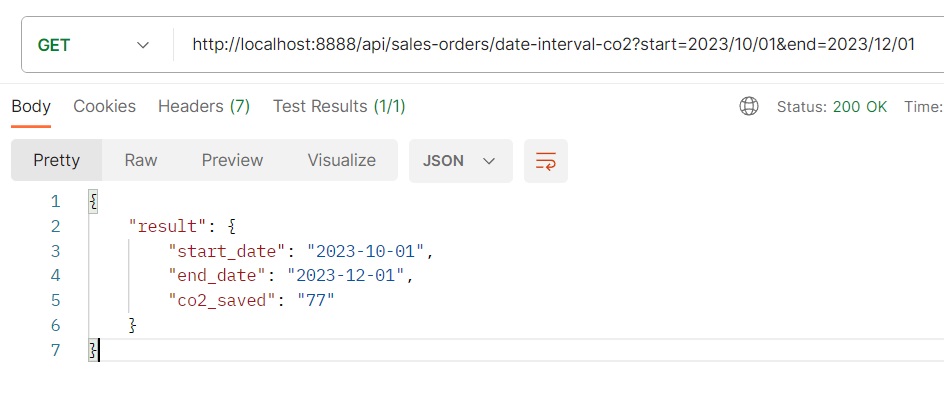 GET http://localhost:8888/api/sales-orders/date-interval-co2?start=2023/10/01&end=2023/12/01
Body Cookies Headers (7) Test Results (1/1) Status: 200 OK Time:
Pretty Raw Preview Visualize JSON
1 {
2 "result": {
3 "start_date": "2023-10-01",
4 "end_date": "2023-12-01",
5 "co2_saved": "77"
6 }
7 }